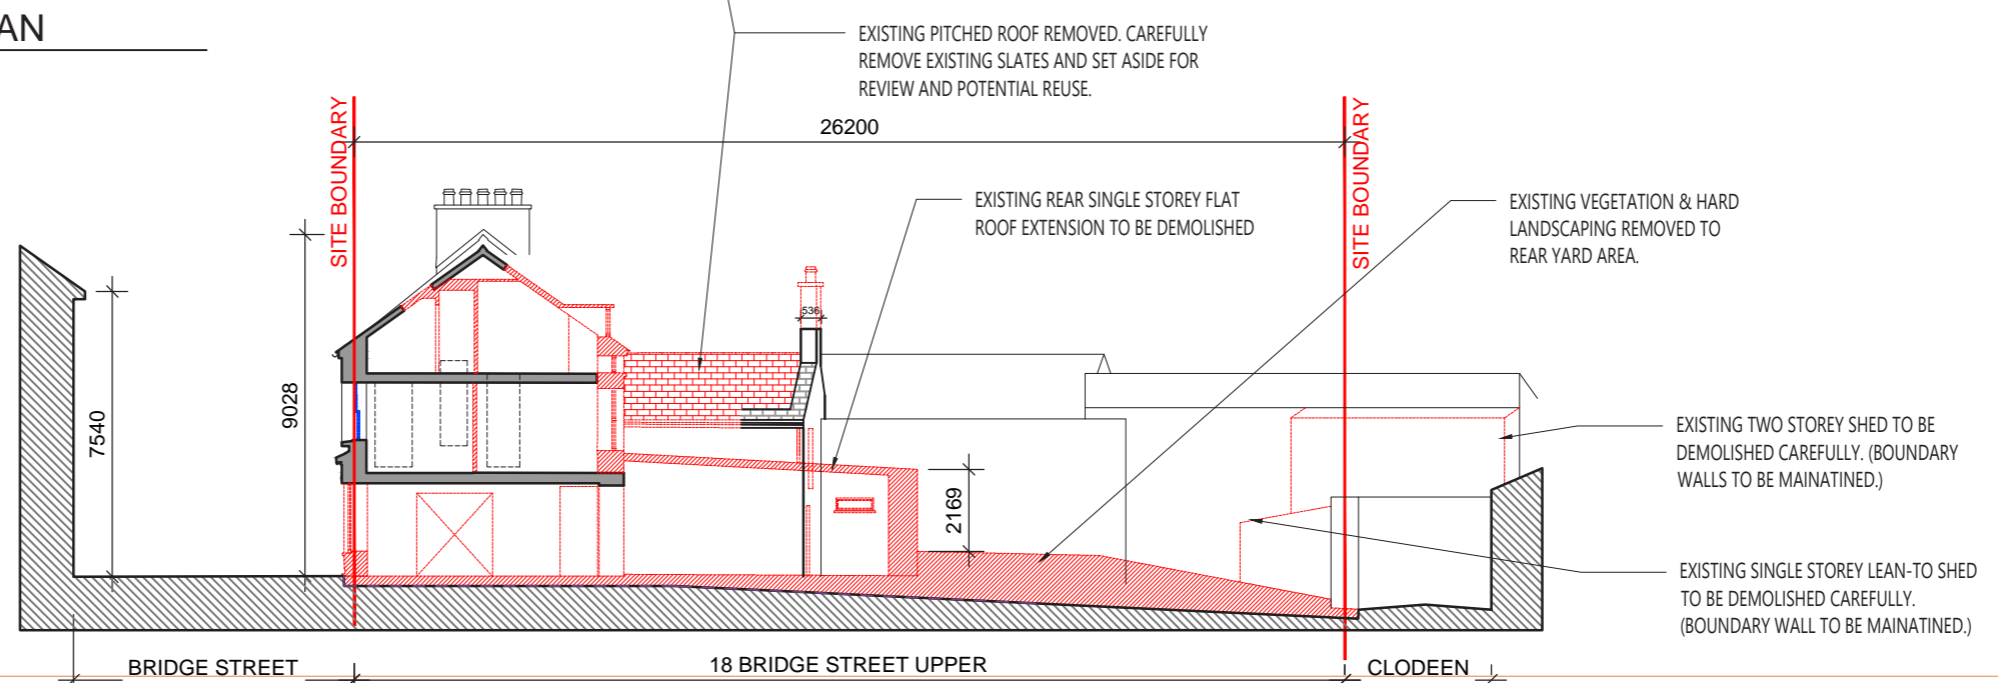 AN
EXISTING PITCHED ROOF REMOVED. CAREFULLY
REMOVE EXISTING SLATES AND SET ASIDE FOR
REVIEW AND POTENTIAL REUSE.
SITE BOUNDARY
26200
SITE BOUNDARY
EXISTING REAR SINGLE STOREY FLAT
ROOF EXTENSION TO BE DEMOLISHED
EXISTING VEGETATION & HARD
LANDSCAPING REMOVED TO
REAR YARD AREA.
536
7540
9028
2169
EXISTING TWO STOREY SHED TO BE
DEMOLISHED CAREFULLY. (BOUNDARY
WALLS TO BE MAINATINED.)
EXISTING SINGLE STOREY LEAN-TO SHED
TO BE DEMOLISHED CAREFULLY.
(BOUNDARY WALL TO BE MAINATINED.)
BRIDGE STREET
18 BRIDGE STREET UPPER
CLODEEN